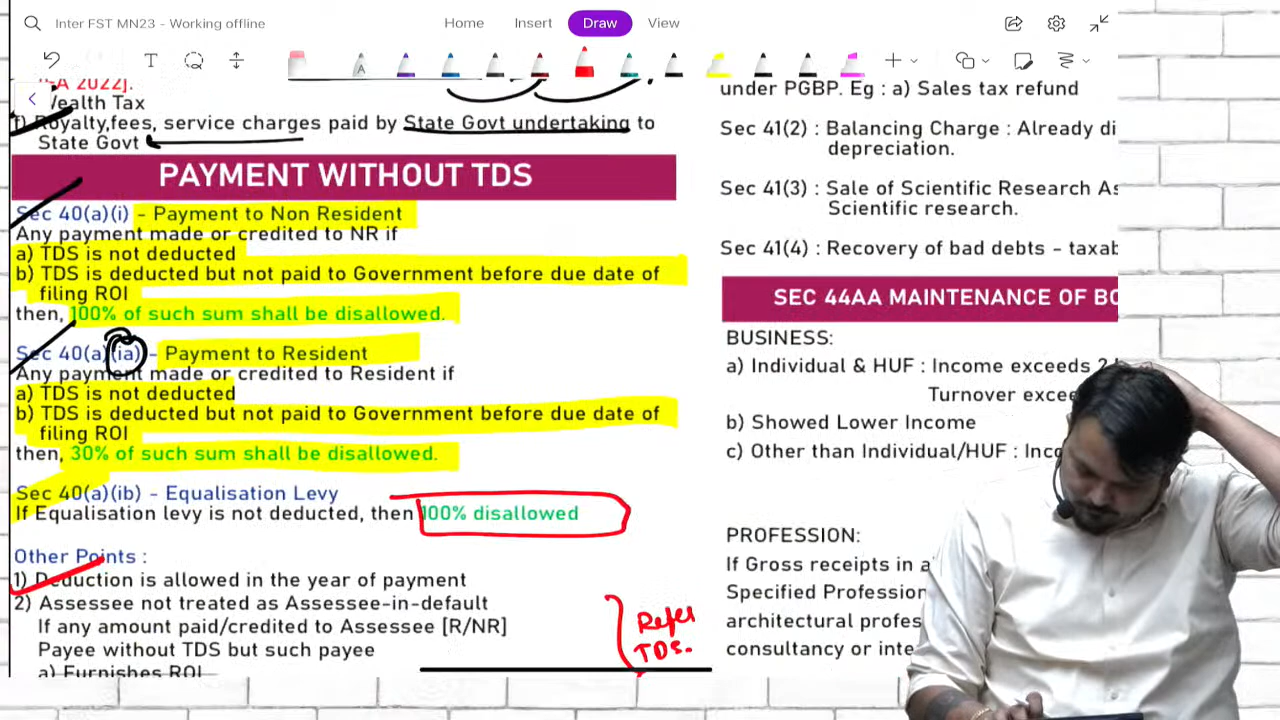 Inter FST MN23 - Working offline
Home Insert Draw View
T
A
ISA 2022].
Wealth Tax
f) Royalty,fees, service charges paid by State Govt undertaking to
State Govt
PAYMENT WITHOUT TDS
Sec 40(a)(i) - Payment to Non Resident
Any payment made or credited to NR if
a) TDS is not deducted
b) TDS is deducted but not paid to Government before due date of
filing ROI
then, 100% of such sum shall be disallowed.
Sec 40(a)(ia) - Payment to Resident
Any payment made or credited to Resident if
a) TDS is not deducted
b) TDS is deducted but not paid to Government before due date of
filing ROI
then, 30% of such sum shall be disallowed.
Sec 40(a)(ib) - Equalisation Levy
If Equalisation levy is not deducted, then 100% disallowed
Other Points :
1) Deduction is allowed in the year of payment
2) Assessee not treated as Assessee-in-default
If any amount paid/credited to Assessee [R/NR]
Payee without TDS but such payee
a) Furnishes ROI
Refer
TDS.
under PGBP. Eg : a) Sales tax refund
Sec 41(2) : Balancing Charge : Already di
depreciation.
Sec 41(3) : Sale of Scientific Research As
Scientific research.
Sec 41(4) : Recovery of bad debts - taxab
SEC 44AA MAINTENANCE OF BO
BUSINESS:
a) Individual & HUF : Income exceeds 2
Turnover excee
b) Showed Lower Income
c) Other than Individual/HUF : Inc
PROFESSION:
If Gross receipts in a
Specified Profession
architectural profes
consultancy or inte